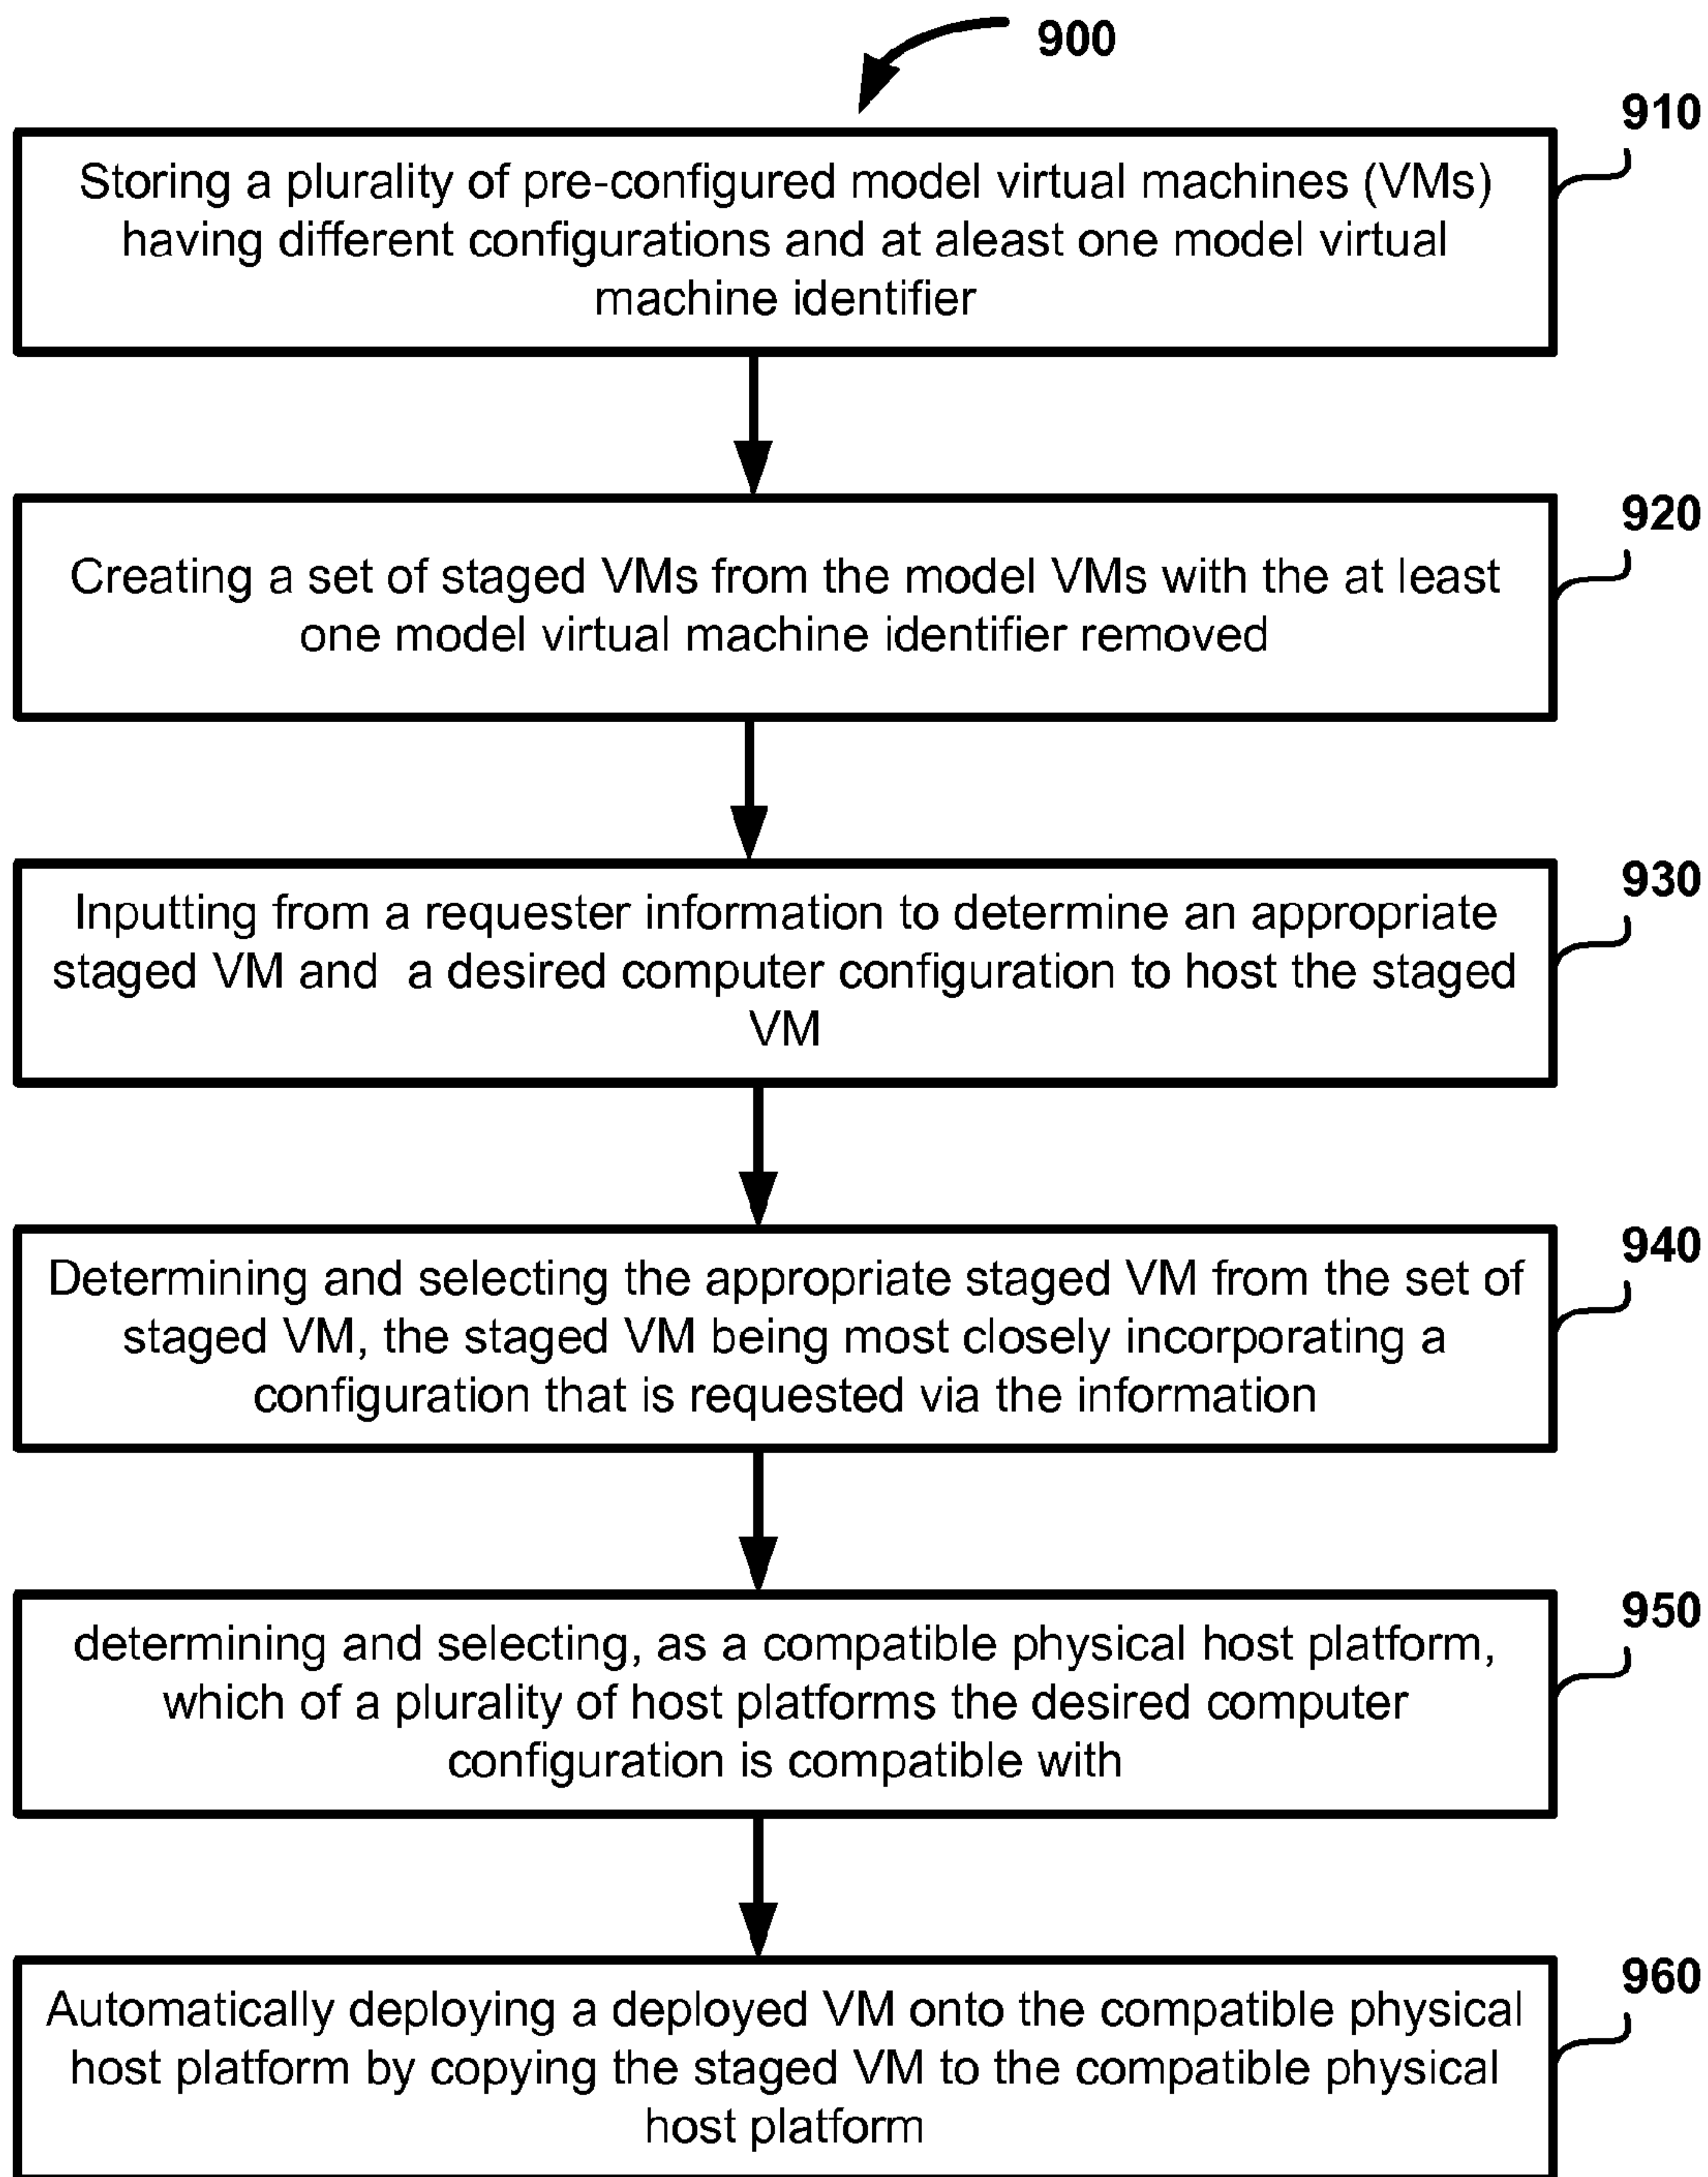 900
910
Storing a plurality of pre-configured model virtual machines (VMs)
having different configurations and at aleast one model virtual
machine identifier
920
Creating a set of staged VMs from the model VMs with the at least
one model virtual machine identifier removed
930
Inputting from a requester information to determine an appropriate
staged VM and a desired computer configuration to host the staged
VM
940
Determining and selecting the appropriate staged VM from the set of
staged VM, the staged VM being most closely incorporating a
configuration that is requested via the information
950
determining and selecting, as a compatible physical host platform,
which of a plurality of host platforms the desired computer
configuration is compatible with
960
Automatically deploying a deployed VM onto the compatible physical
host platform by copying the staged VM to the compatible physical
host platform